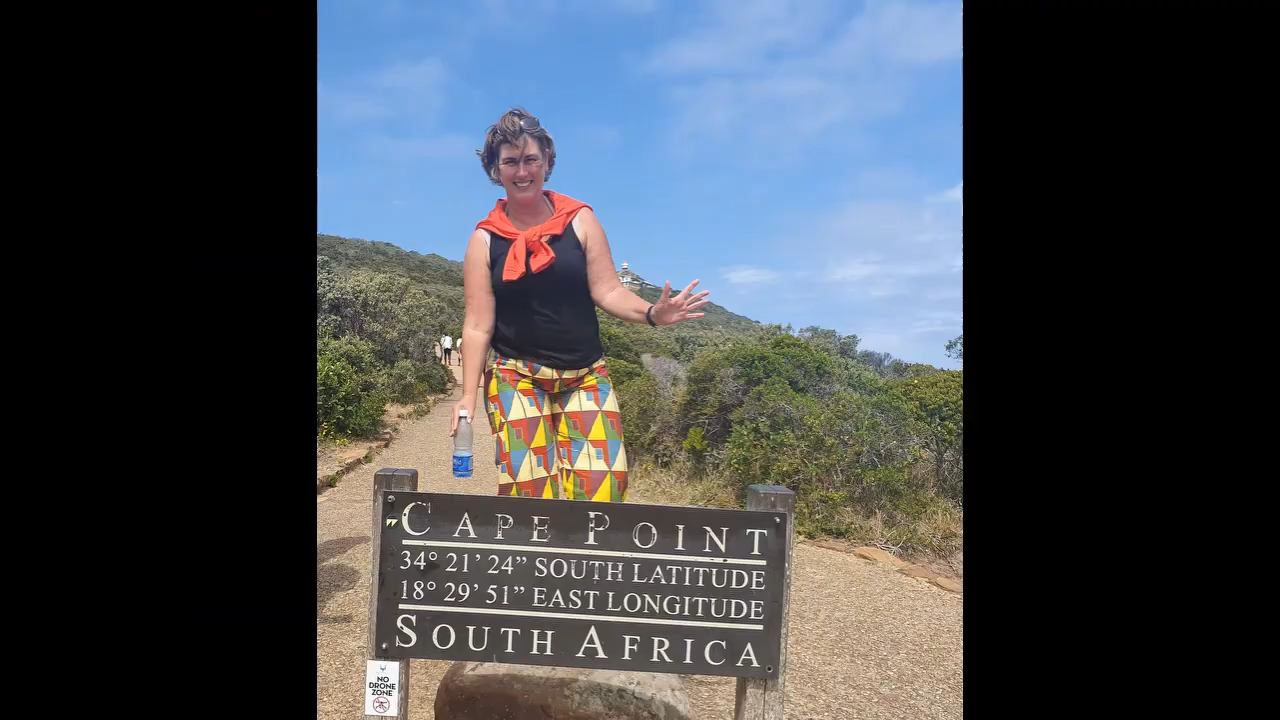 CAPE POINT
34° 21' 24" SOUTH LATITUDE
18° 29' 51" EAST LONGITUDE
SOUTH AFRICA
NO
DRONE
ZONE